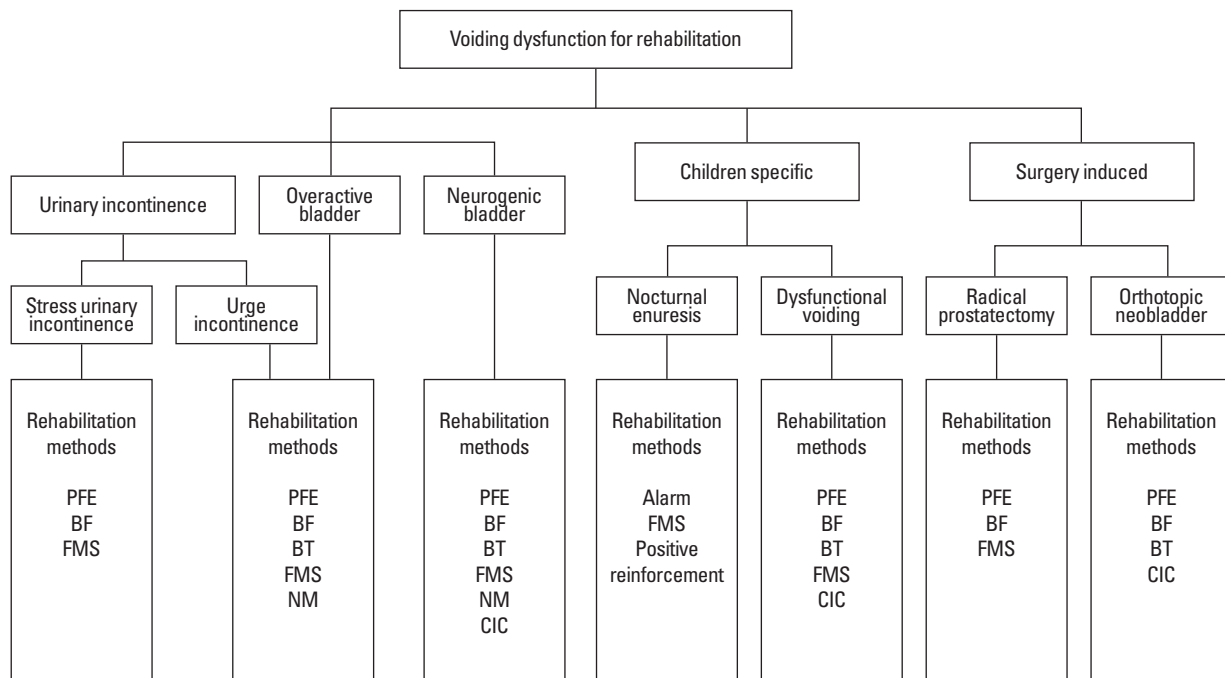 Voiding dysfunction for rehabilitation
Children specific
Surgery induced
Urinary incontinence
Overactive
bladder
Neurogenic
bladder
Stress urinary
incontinence
Urge
incontinence
Nocturnal
enuresis
Dysfunctional
voiding
Radical
prostatectomy
Orthotopic
neobladder
Rehabilitation
methods
PFE
BF
FMS
Rehabilitation
methods
PFE
BF
BT
FMS
NM
Rehabilitation
methods
PFE
BF
BT
FMS
NM
CIC
Rehabilitation
methods
Alarm
FMS
Positive
reinforcement
Rehabilitation
methods
PFE
BF
BT
FMS
CIC
Rehabilitation
methods
PFE
BF
FMS
Rehabilitation
methods
PFE
BF
BT
CIC